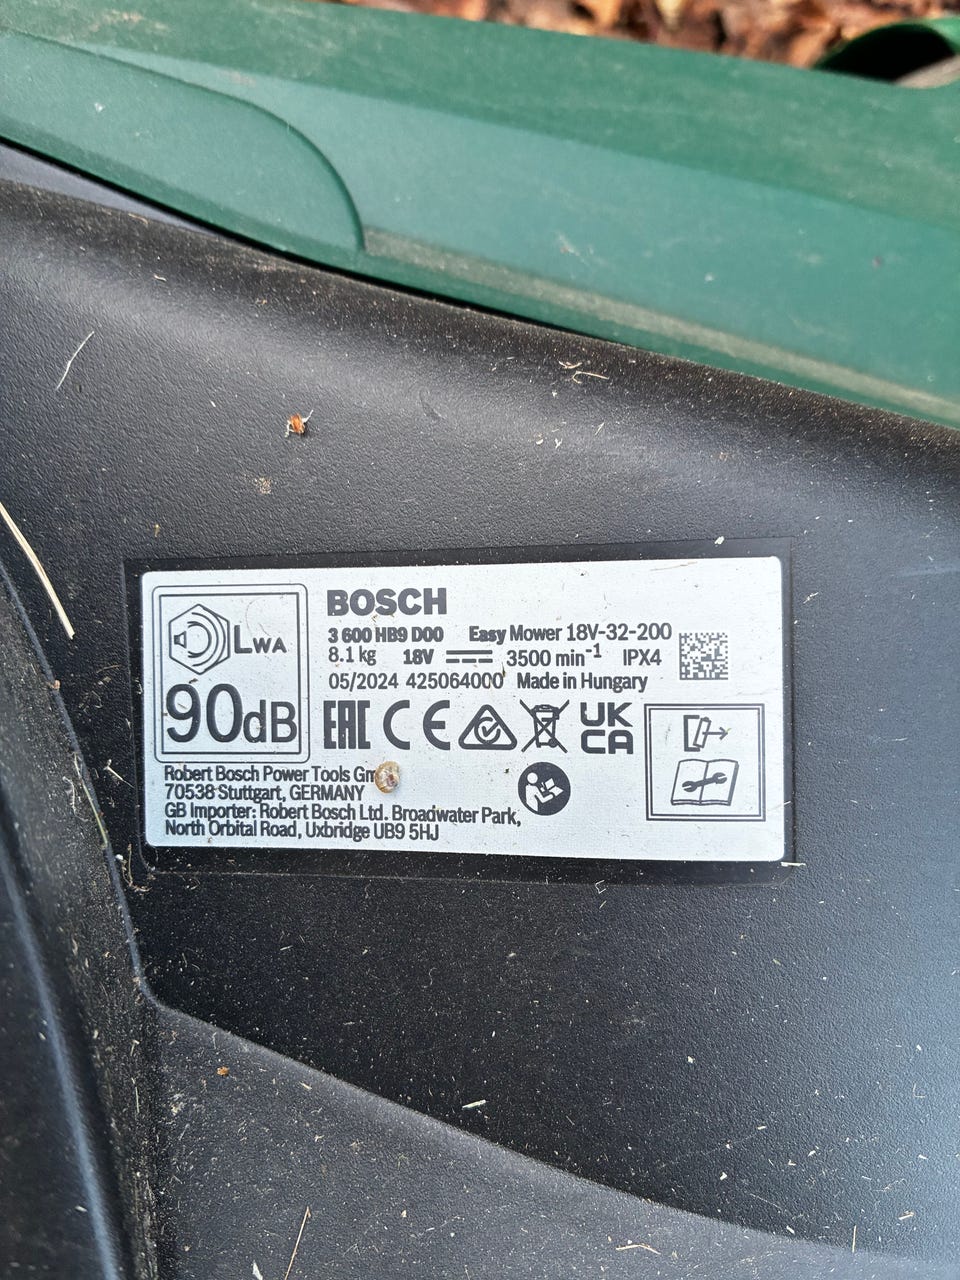 LWA
90dB
BOSCH
3 600 HB9 D00 Easy Mower 18V-32-200
8.1 kg 18V 3500 min-1 IPX4
05/2024 425064000 Made in Hungary
EAC CE UK
CA
Robert Bosch Power Tools Gm
70538 Stuttgart, GERMANY
GB Importer: Robert Bosch Ltd. Broadwater Park,
North Orbital Road, Uxbridge UB9 5HJ